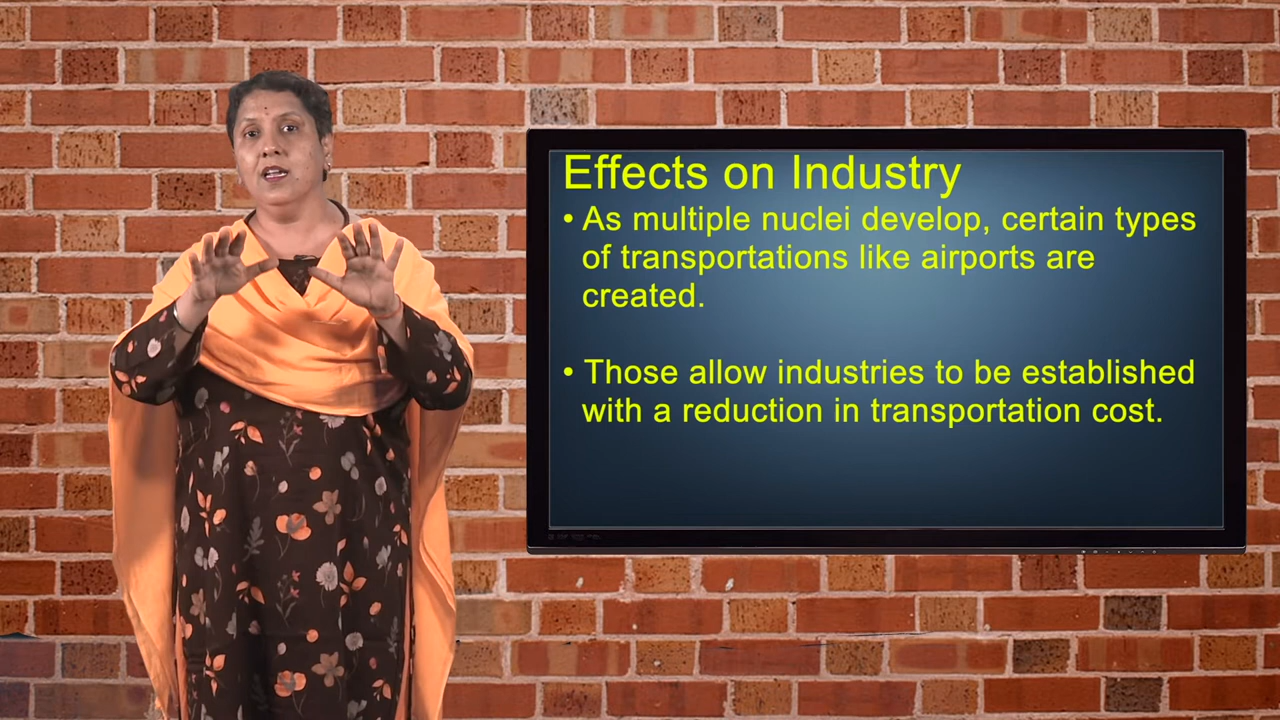 Effects on Industry
• As multiple nuclei develop, certain types
of transportations like airports are
created.
• Those allow industries to be established
with a reduction in transportation cost.